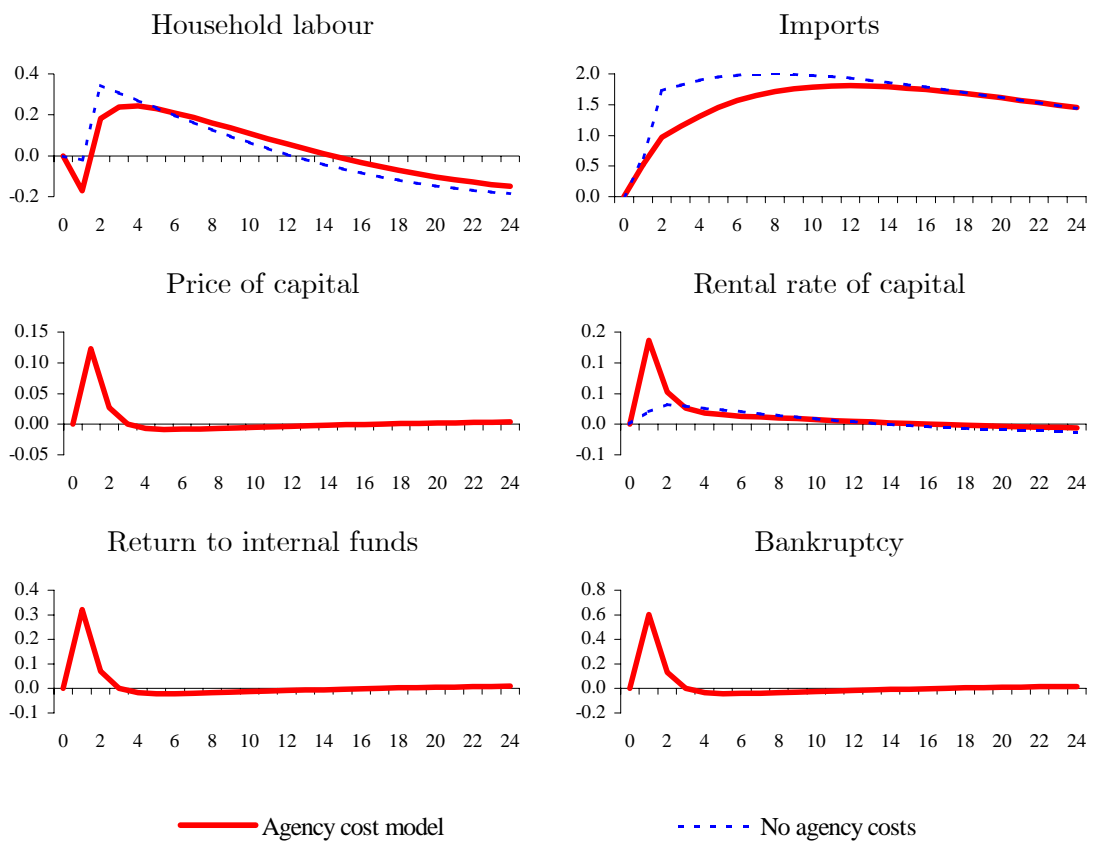 Household labour
0.4
0.2
0.0
-0.2
0 2 4 6 8 10 12 14 16 18 20 22 24
Imports
2.0
1.5
1.0
0.5
0.0
0 2 4 6 8 10 12 14 16 18 20 22 24
Price of capital
0.15
0.10
0.05
0.00
-0.05
0 2 4 6 8 10 12 14 16 18 20 22 24
Rental rate of capital
0.2
0.1
0.1
0.0
-0.1
0 2 4 6 8 10 12 14 16 18 20 22 24
Return to internal funds
0.4
0.3
0.2
0.1
0.0
-0.1
0 2 4 6 8 10 12 14 16 18 20 22 24
Bankruptcy
0.8
0.6
0.4
0.2
0.0
-0.2
0 2 4 6 8 10 12 14 16 18 20 22 24
Agency cost model
No agency costs